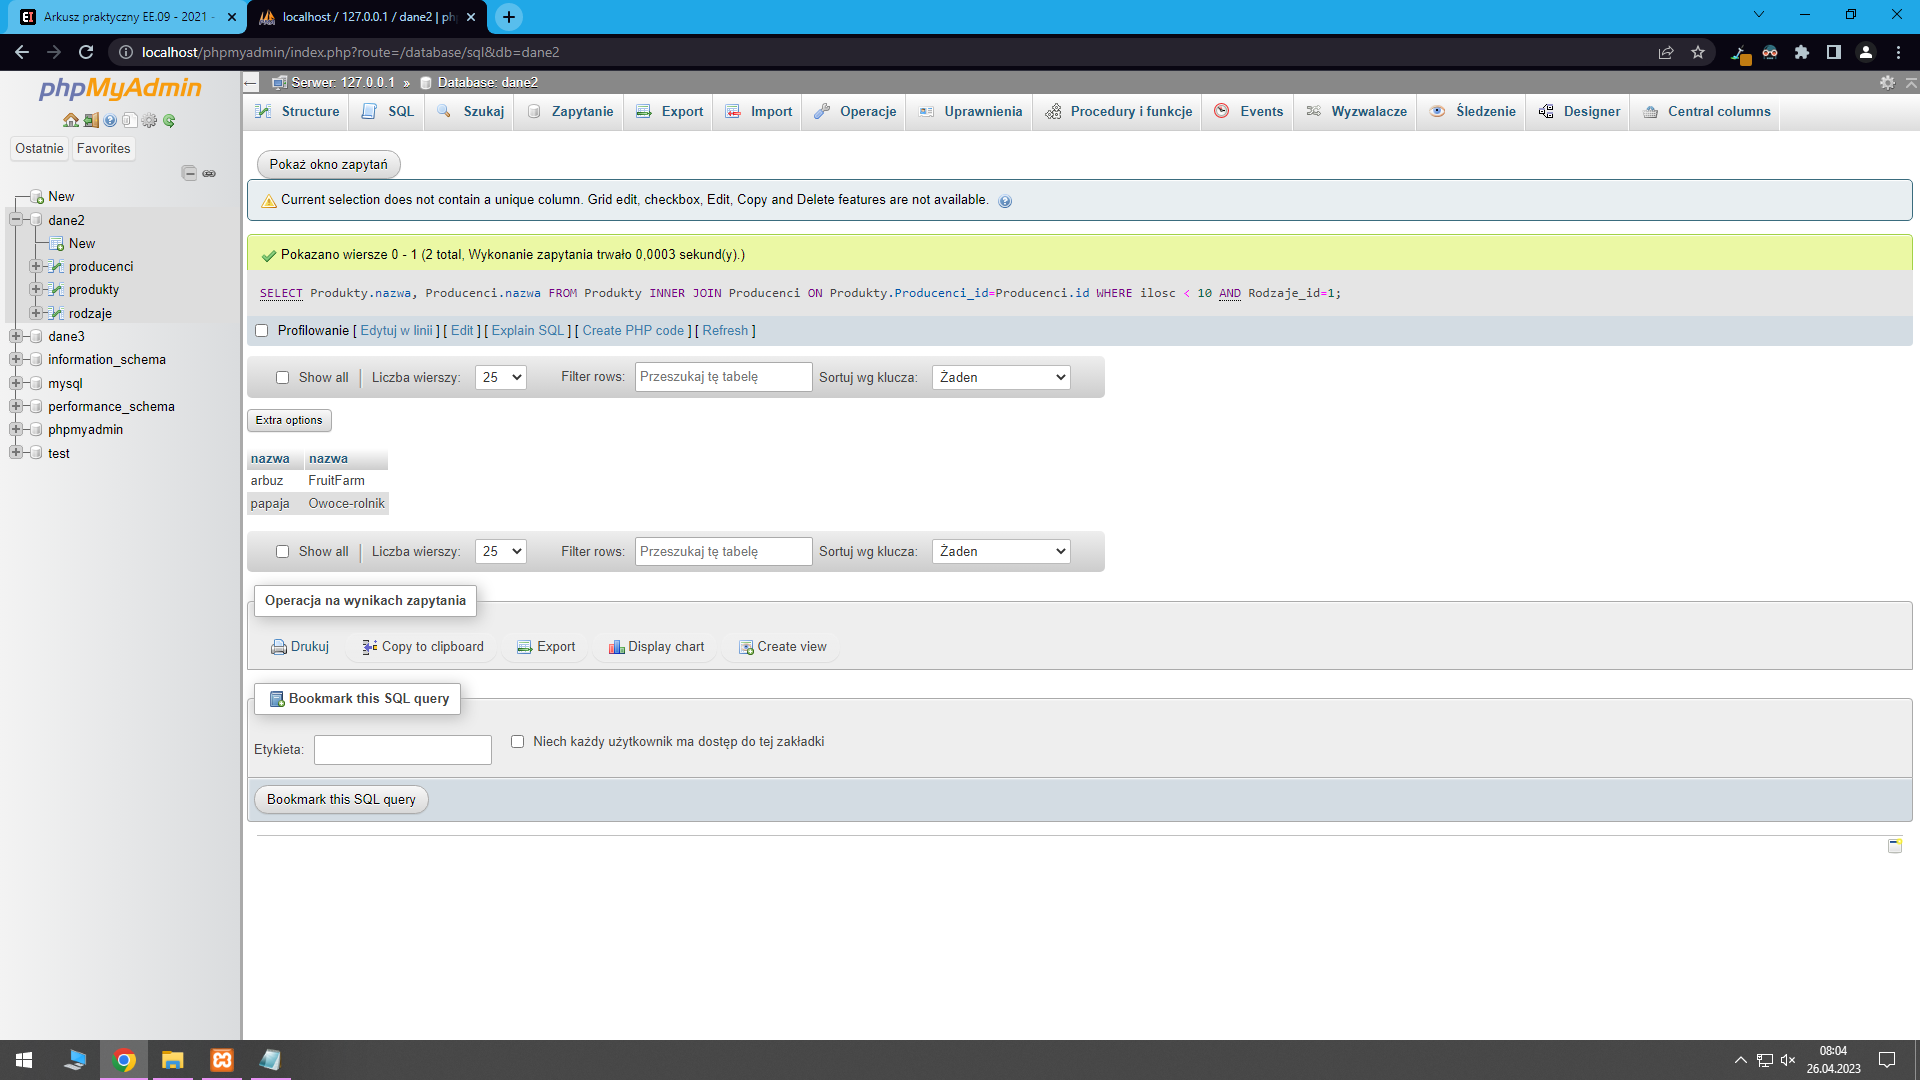 Arkusz praktyczny EE.09 - 2021 -
localhost / 127.0.0.1 / dane2 | ph
localhost/phpmyadmin/index.php?route=/database/sql&db=dane2
phpMyAdmin
Ostatnie
Favorites
New
dane2
New
producenci
produkty
rodzaje
dane3
information_schema
mysql
performance_schema
phpmyadmin
test
Serwer: 127.0.0.1 » Database: dane2
Structure SQL Szukaj Zapytanie Export Import Operacje Uprawnienia Procedury i funkcje Events Wyzwalacze Śledzenie Designer Central columns
Pokaż okno zapytań
Current selection does not contain a unique column. Grid edit, checkbox, Edit, Copy and Delete features are not available.
Pokazano wiersze 0 - 1 (2 total, Wykonanie zapytania trwało 0,0003 sekund(y).)
SELECT Produkty.nazwa, Producenci.nazwa FROM Produkty INNER JOIN Producenci ON Produkty.Producenci_id=Producenci.id WHERE ilosc < 10 AND Rodzaje_id=1;
Profilowanie [ Edytuj w linii ] [ Edit ] [ Explain SQL ] [ Create PHP code ] [ Refresh ]
Show all | Liczba wierszy: 25 Filter rows: Przeszukaj tę tabelę Sortuj wg klucza: Żaden
Extra options
nazwa nazwa
arbuz FruitFarm
papaja Owoce-rolnik
Show all | Liczba wierszy: 25 Filter rows: Przeszukaj tę tabelę Sortuj wg klucza: Żaden
Operacja na wynikach zapytania
Drukuj Copy to clipboard Export Display chart Create view
Bookmark this SQL query
Etykieta: Niech każdy użytkownik ma dostęp do tej zakładki
Bookmark this SQL query
08:04
26.04.2023